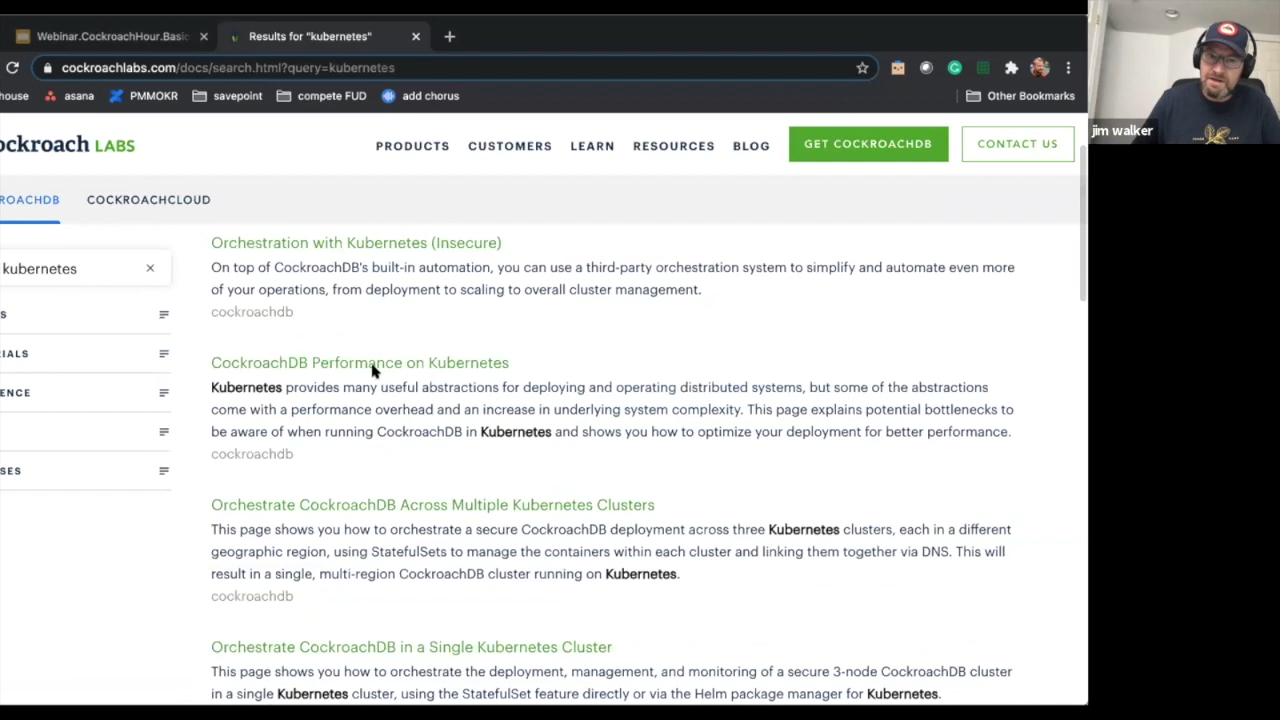 Webinar.CockroachHour.Basic
Results for "kubernetes"
cockroachlabs.com/docs/search.html?query=kubernetes
house
asana
PMMOKR
savepoint
compete FUD
add chorus
Other Bookmarks
jim walker
ockroach LABS
PRODUCTS
CUSTOMERS
LEARN
RESOURCES
BLOG
GET COCKROACHDB
CONTACT US
ROACHDB
COCKROACHCLOUD
kubernetes
S
IALS
ENCE
SES
Orchestration with Kubernetes (Insecure)
On top of CockroachDB's built-in automation, you can use a third-party orchestration system to simplify and automate even more
of your operations, from deployment to scaling to overall cluster management.
cockroachdb
CockroachDB Performance on Kubernetes
Kubernetes provides many useful abstractions for deploying and operating distributed systems, but some of the abstractions
come with a performance overhead and an increase in underlying system complexity. This page explains potential bottlenecks to
be aware of when running CockroachDB in Kubernetes and shows you how to optimize your deployment for better performance.
cockroachdb
Orchestrate CockroachDB Across Multiple Kubernetes Clusters
This page shows you how to orchestrate a secure CockroachDB deployment across three Kubernetes clusters, each in a different
geographic region, using StatefulSets to manage the containers within each cluster and linking them together via DNS. This will
result in a single, multi-region CockroachDB cluster running on Kubernetes.
cockroachdb
Orchestrate CockroachDB in a Single Kubernetes Cluster
This page shows you how to orchestrate the deployment, management, and monitoring of a secure 3-node CockroachDB cluster
in a single Kubernetes cluster, using the StatefulSet feature directly or via the Helm package manager for Kubernetes.